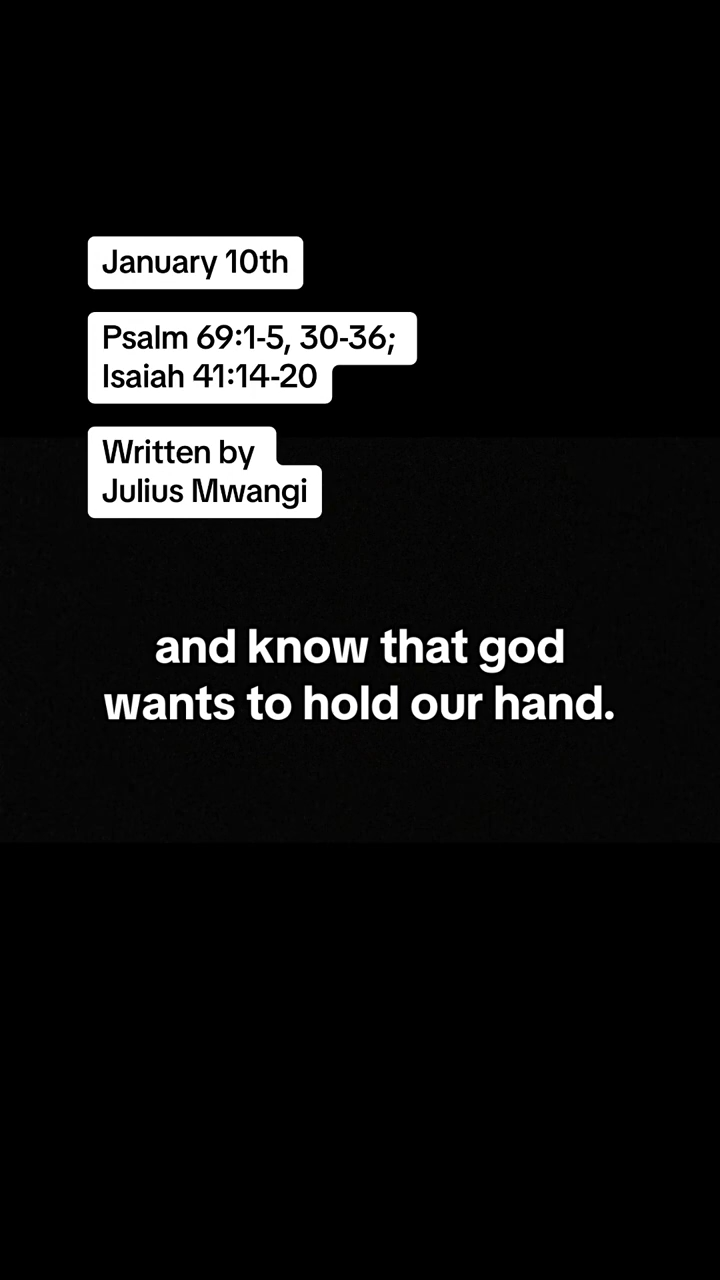 January 10th
Psalm 69:1-5, 30-36;
Isaiah 41:14-20
Written by
Julius Mwangi
and know that god
wants to hold our hand.